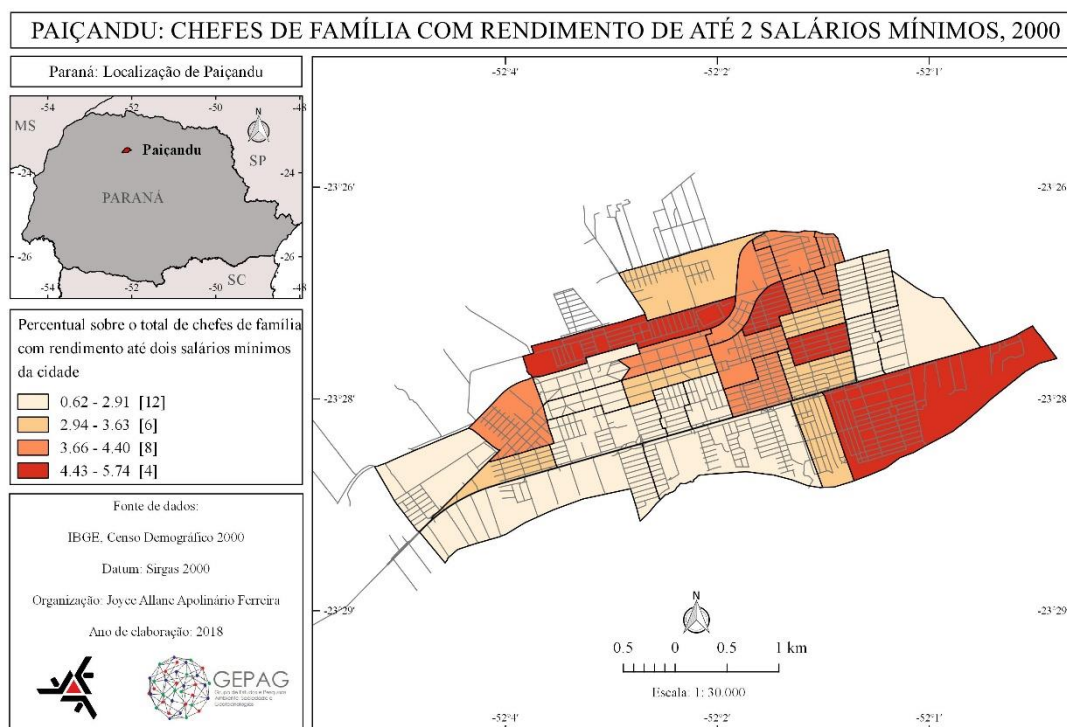 PAIÇANDU: CHEFES DE FAMÍLIA COM RENDIMENTO DE ATÉ 2 SALÁRIOS MÍNIMOS, 2000
Paraná: Localização de Paiçandu
-54
-52
-50
-48
MS
N
Paiçandu
SP
-24
-24
PARANÁ
-26
-26
SC
-54
-52
-50
-48
Percentual sobre o total de chefes de família
com rendimento até dois salários mínimos
da cidade
0.62 - 2.91 [12]
2.94 - 3.63 [6]
3.66 - 4.40 [8]
4.43 - 5.74 [4]
Fonte de dados:
IBGE, Censo Demográfico 2000
Datum: Sirgas 2000
Organização: Joyce Allane Apolinário Ferreira
Ano de elaboração: 2018
GEPAG
-52°4'
-52°2'
-52°1'
-23°26'
-23°26'
-23°28'
-23°28'
-23°29'
-23°29'
N
0.5 0 0.5 1 km
Escala: 1: 30.000
-52°4'
-52°2'
-52°1'